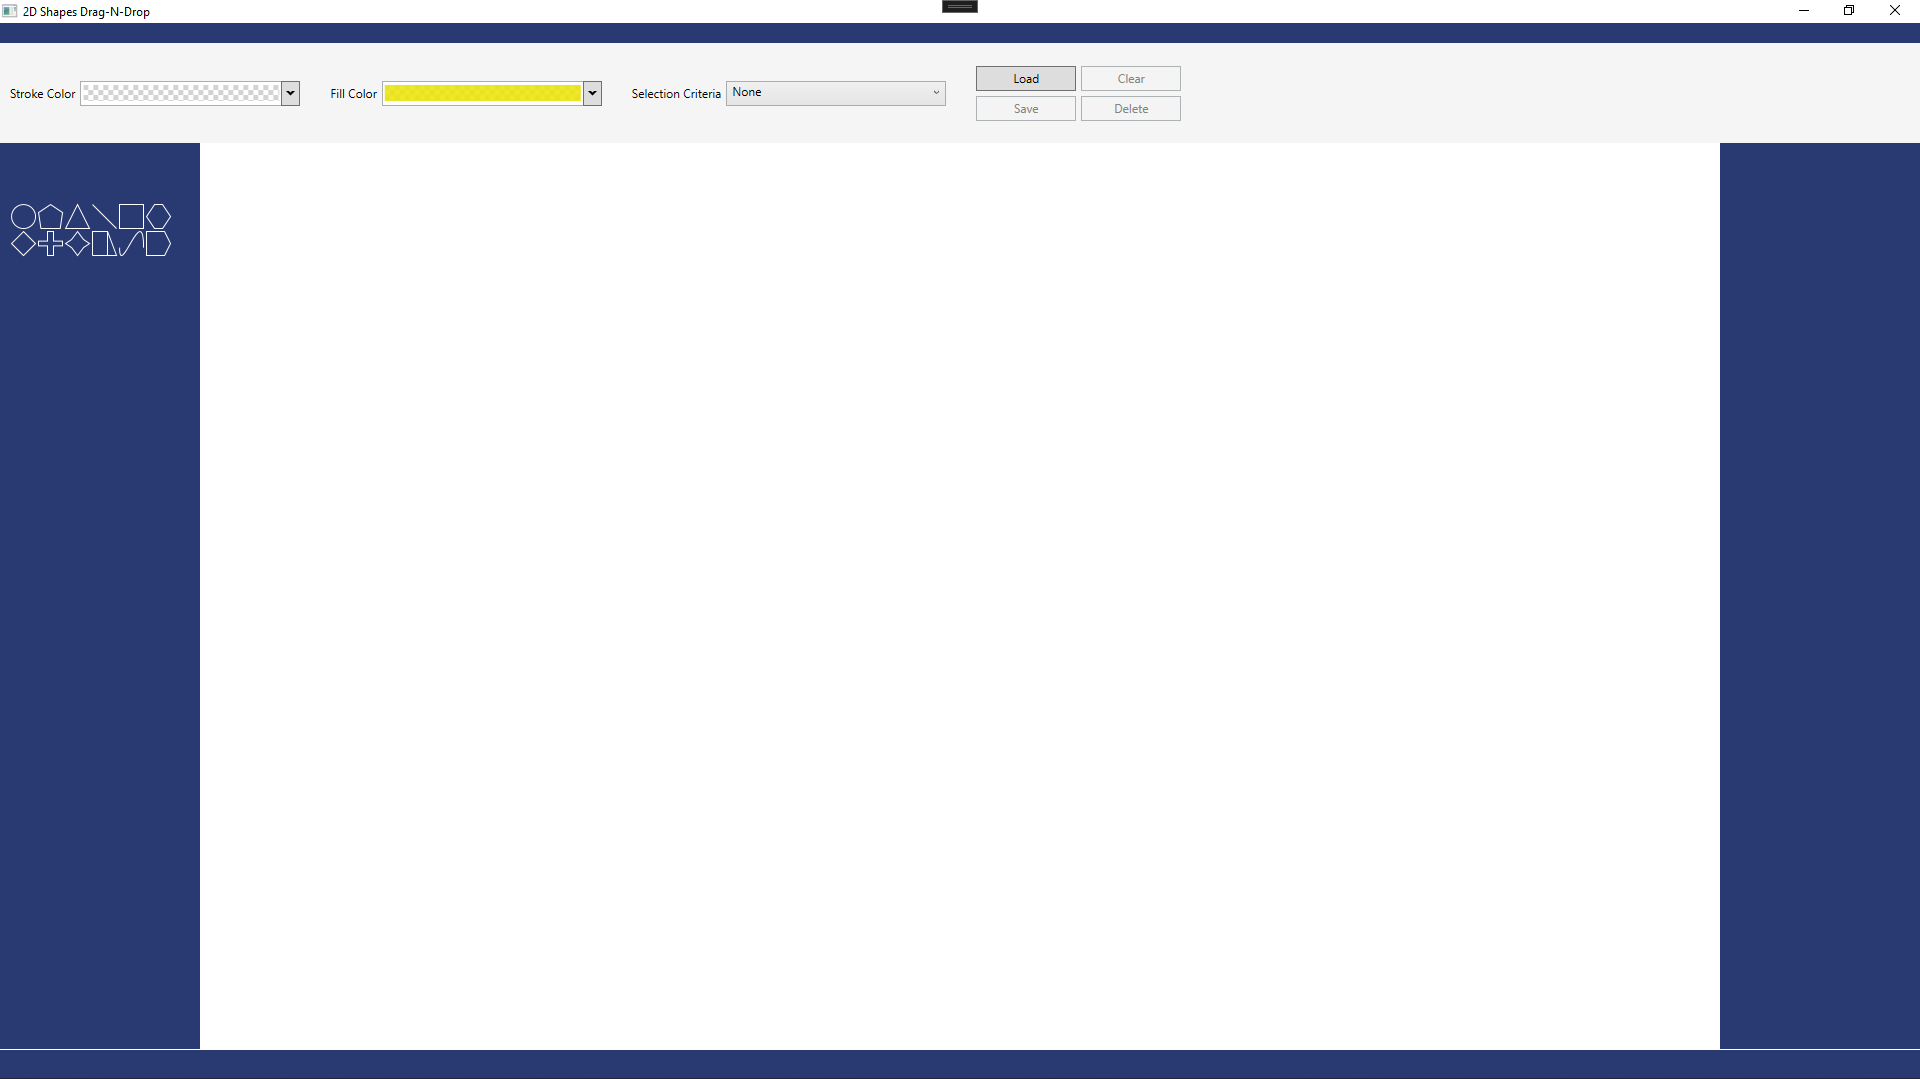 2D Shapes Drag-N-Drop
Stroke Color
Fill Color
Selection Criteria
None
Load
Clear
Save
Delete